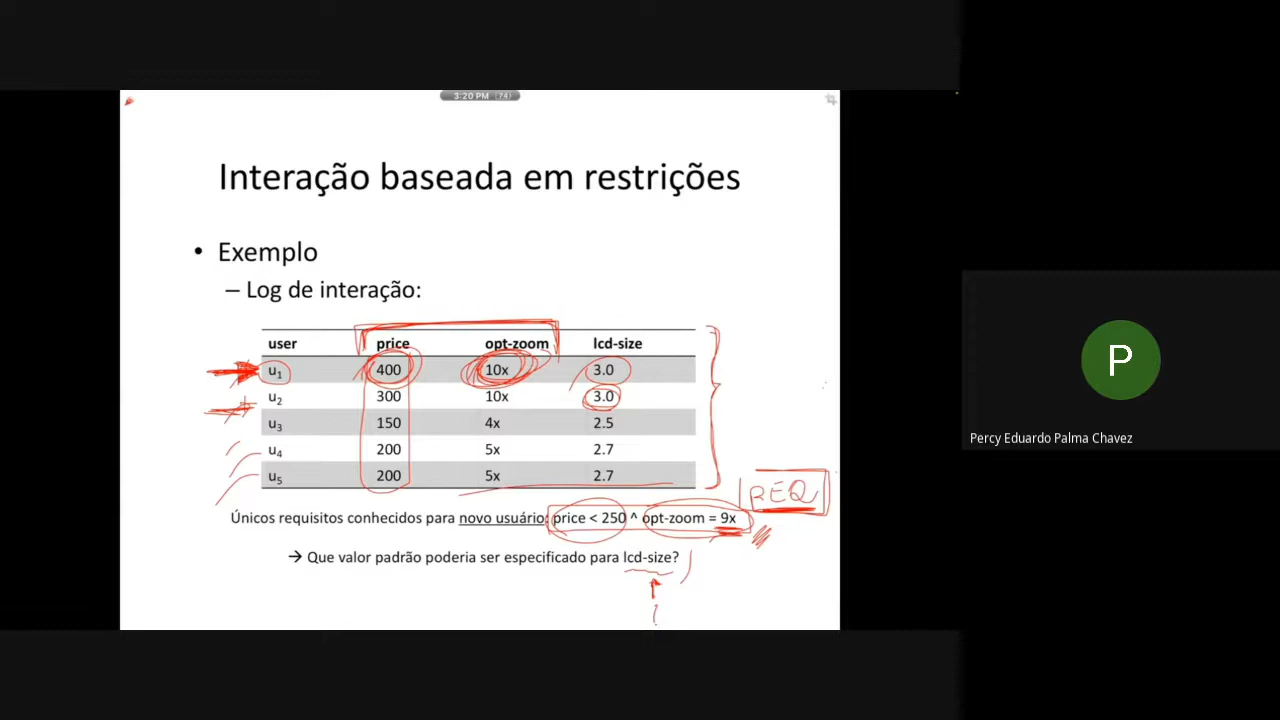 3:20 PM (74)
Interação baseada em restrições
• Exemplo
– Log de interação:
user price opt-zoom lcd-size
u1 400 10x 3.0
u2 300 10x 3.0
u3 150 4x 2.5
u4 200 5x 2.7
u5 200 5x 2.7
REQ
Únicos requisitos conhecidos para novo usuário: price < 250 ^ opt-zoom = 9x
→ Que valor padrão poderia ser especificado para lcd-size?
P
Percy Eduardo Palma Chavez